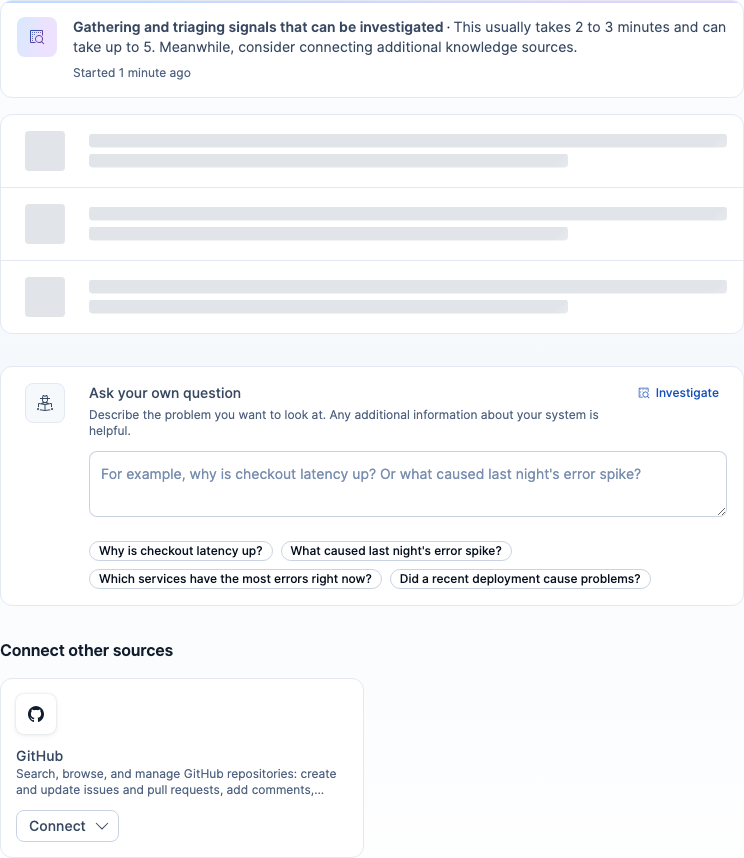 Gathering and triaging signals that can be investigated · This usually takes 2 to 3 minutes and can
take up to 5. Meanwhile, consider connecting additional knowledge sources.
Started 1 minute ago
Ask your own question
Investigate
Describe the problem you want to look at. Any additional information about your system is
helpful.
For example, why is checkout latency up? Or what caused last night's error spike?
Why is checkout latency up?
What caused last night's error spike?
Which services have the most errors right now?
Did a recent deployment cause problems?
Connect other sources
GitHub
Search, browse, and manage GitHub repositories: create
and update issues and pull requests, add comments,...
Connect